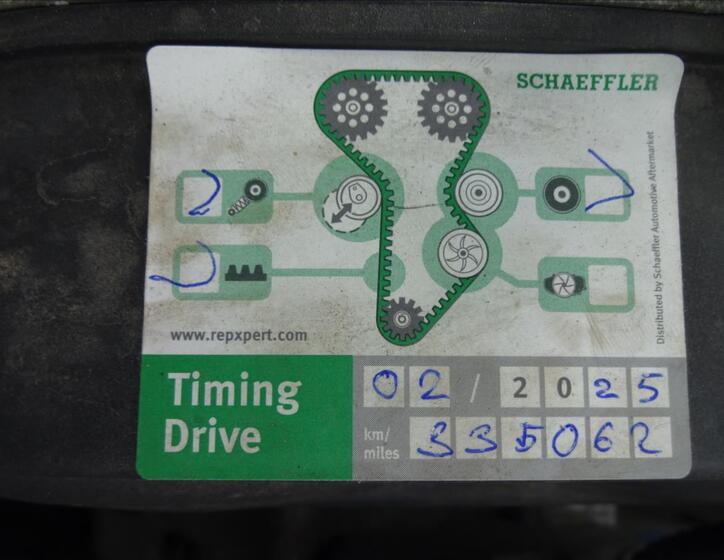 SCHAEFFLER
Distributed by Schaeffler Automotive Aftermarket
www.repxpert.com
Timing
Drive
02 / 2025
km/
miles
335062